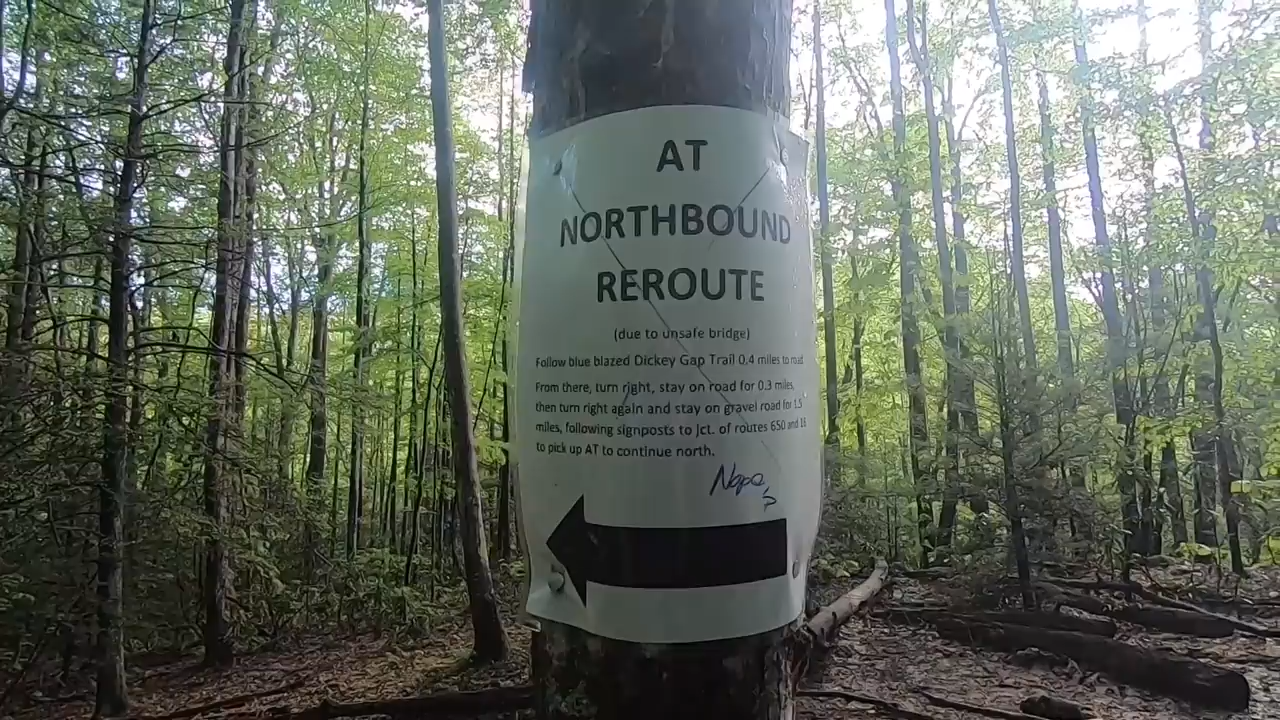 AT
NORTHBOUND
REROUTE
(due to unsafe bridge)
Follow blue blazed Dickey Gap Trail 0.4 miles to road
From there, turn right, stay on road for 0.3 miles,
then turn right again and stay on gravel road for 1.5
miles, following signposts to jct. of routes 650 and 16
to pick up AT to continue north.